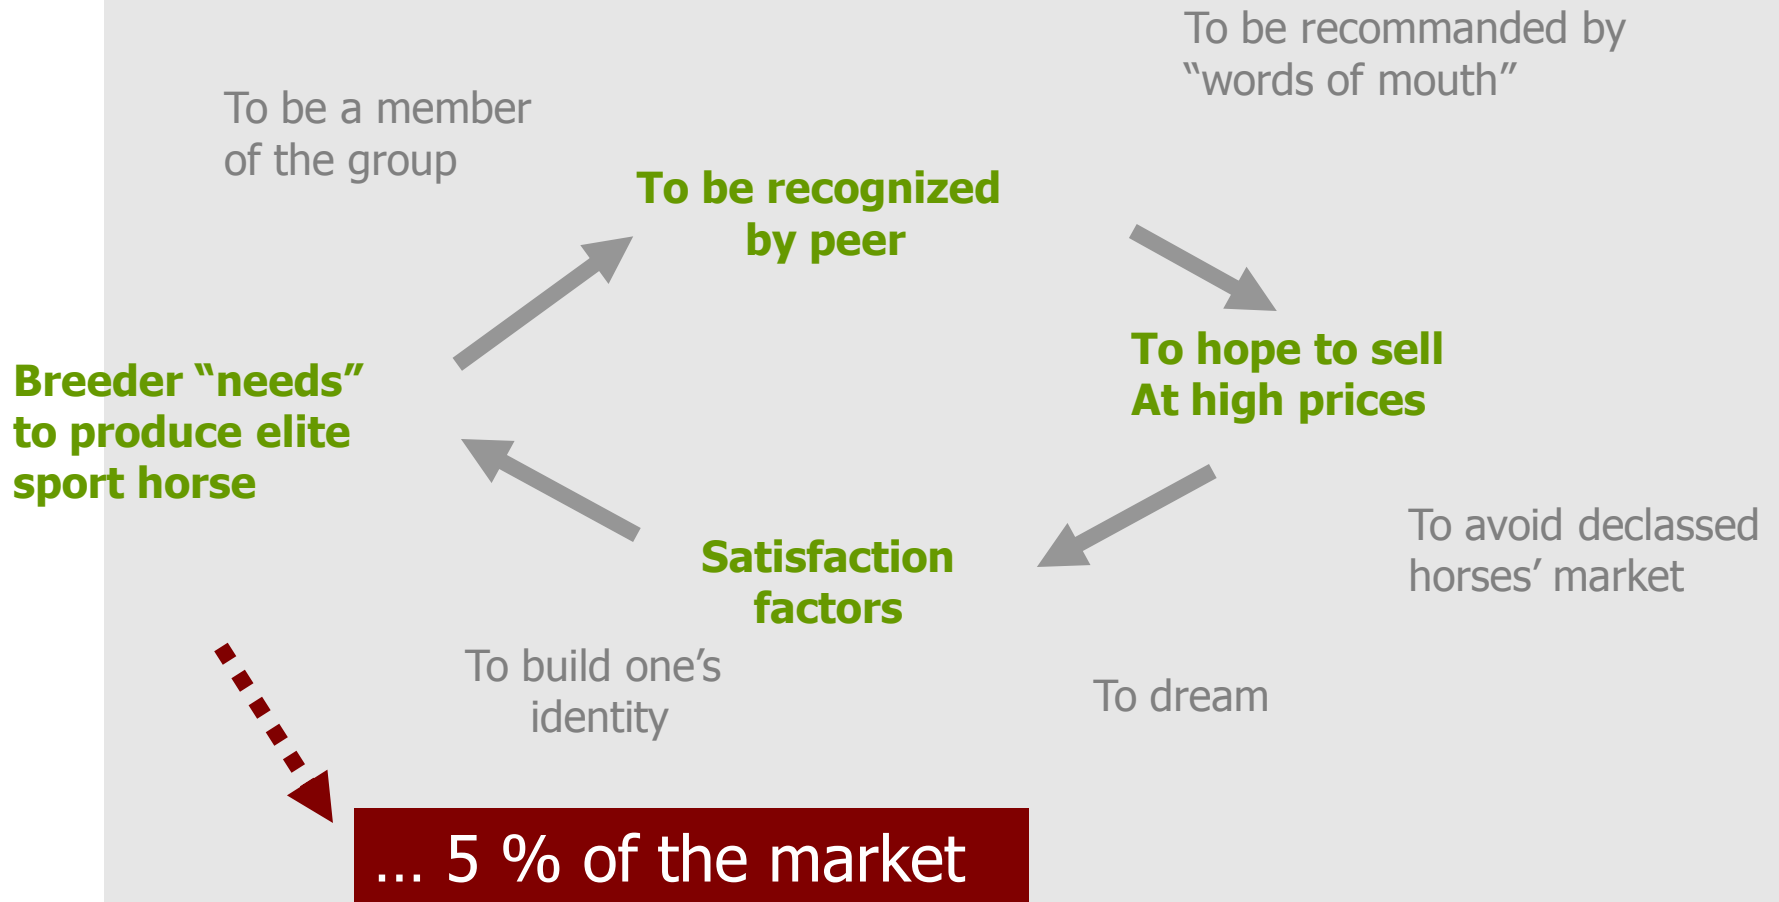 To be recommanded by
“words of mouth”
To be a member
of the group
To be recognized
by peer
To hope to sell
At high prices
Breeder “needs”
to produce elite
sport horse
To avoid declassed
horses’ market
Satisfaction
factors
To build one’s
identity
To dream
... 5 % of the market